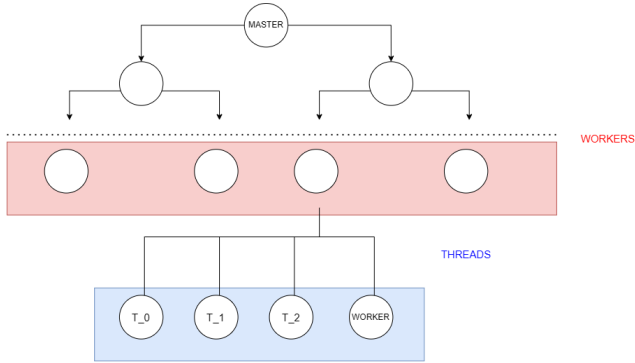 MASTER
WORKERS
THREADS
T_0
T_1
T_2
WORKER